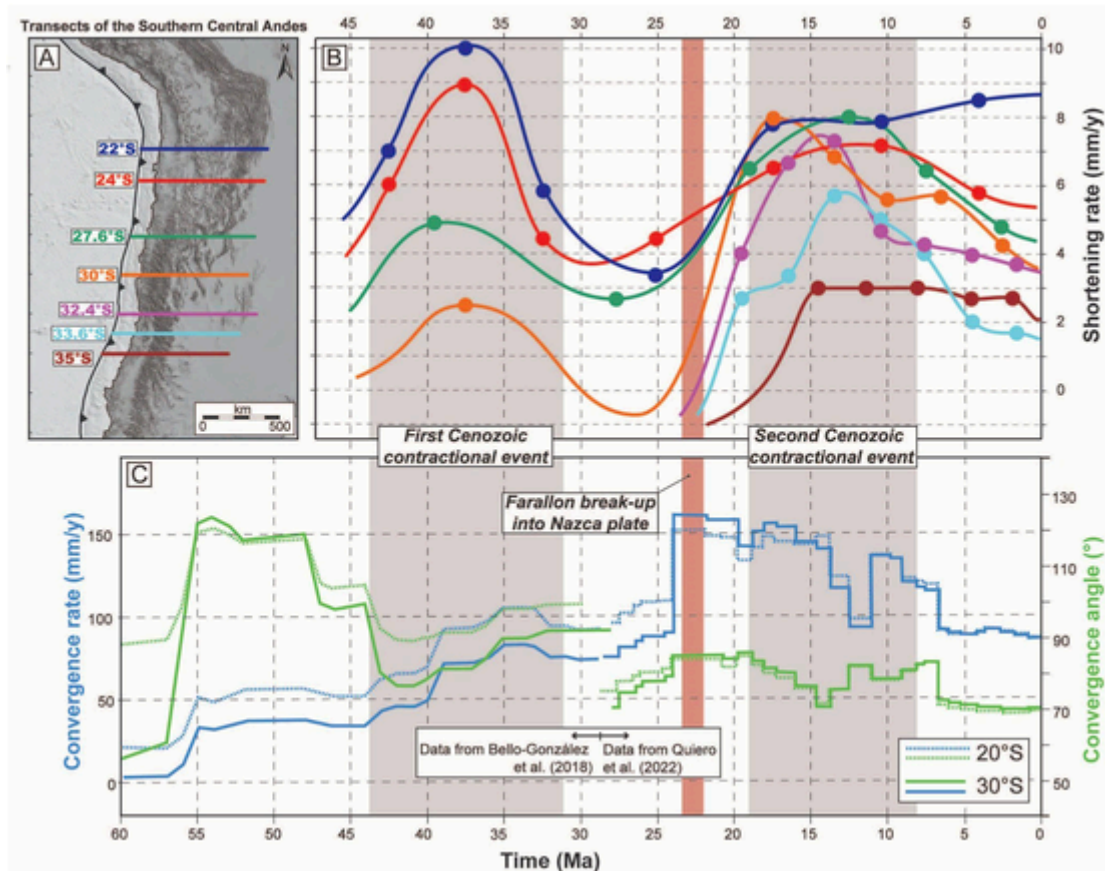 Transects of the Southern Central Andes
A
N
22°S
24°S
27.6°S
30°S
32.4°S
33.6°S
35°S
km
0 500
45 40 35 30 25 20 15 10 5 0
B
10
8
6
4
2
0
Shortening rate (mm/y)
First Cenozoic
contractional event
Second Cenozoic
contractional event
C
Farallon break-up
into Nazca plate
150
100
50
0
Convergence rate (mm/y)
130
110
90
70
50
Convergence angle (°)
Data from Bello-González
et al. (2018)
Data from Quiero
et al. (2022)
20°S
30°S
60 55 50 45 40 35 30 25 20 15 10 5 0
Time (Ma)